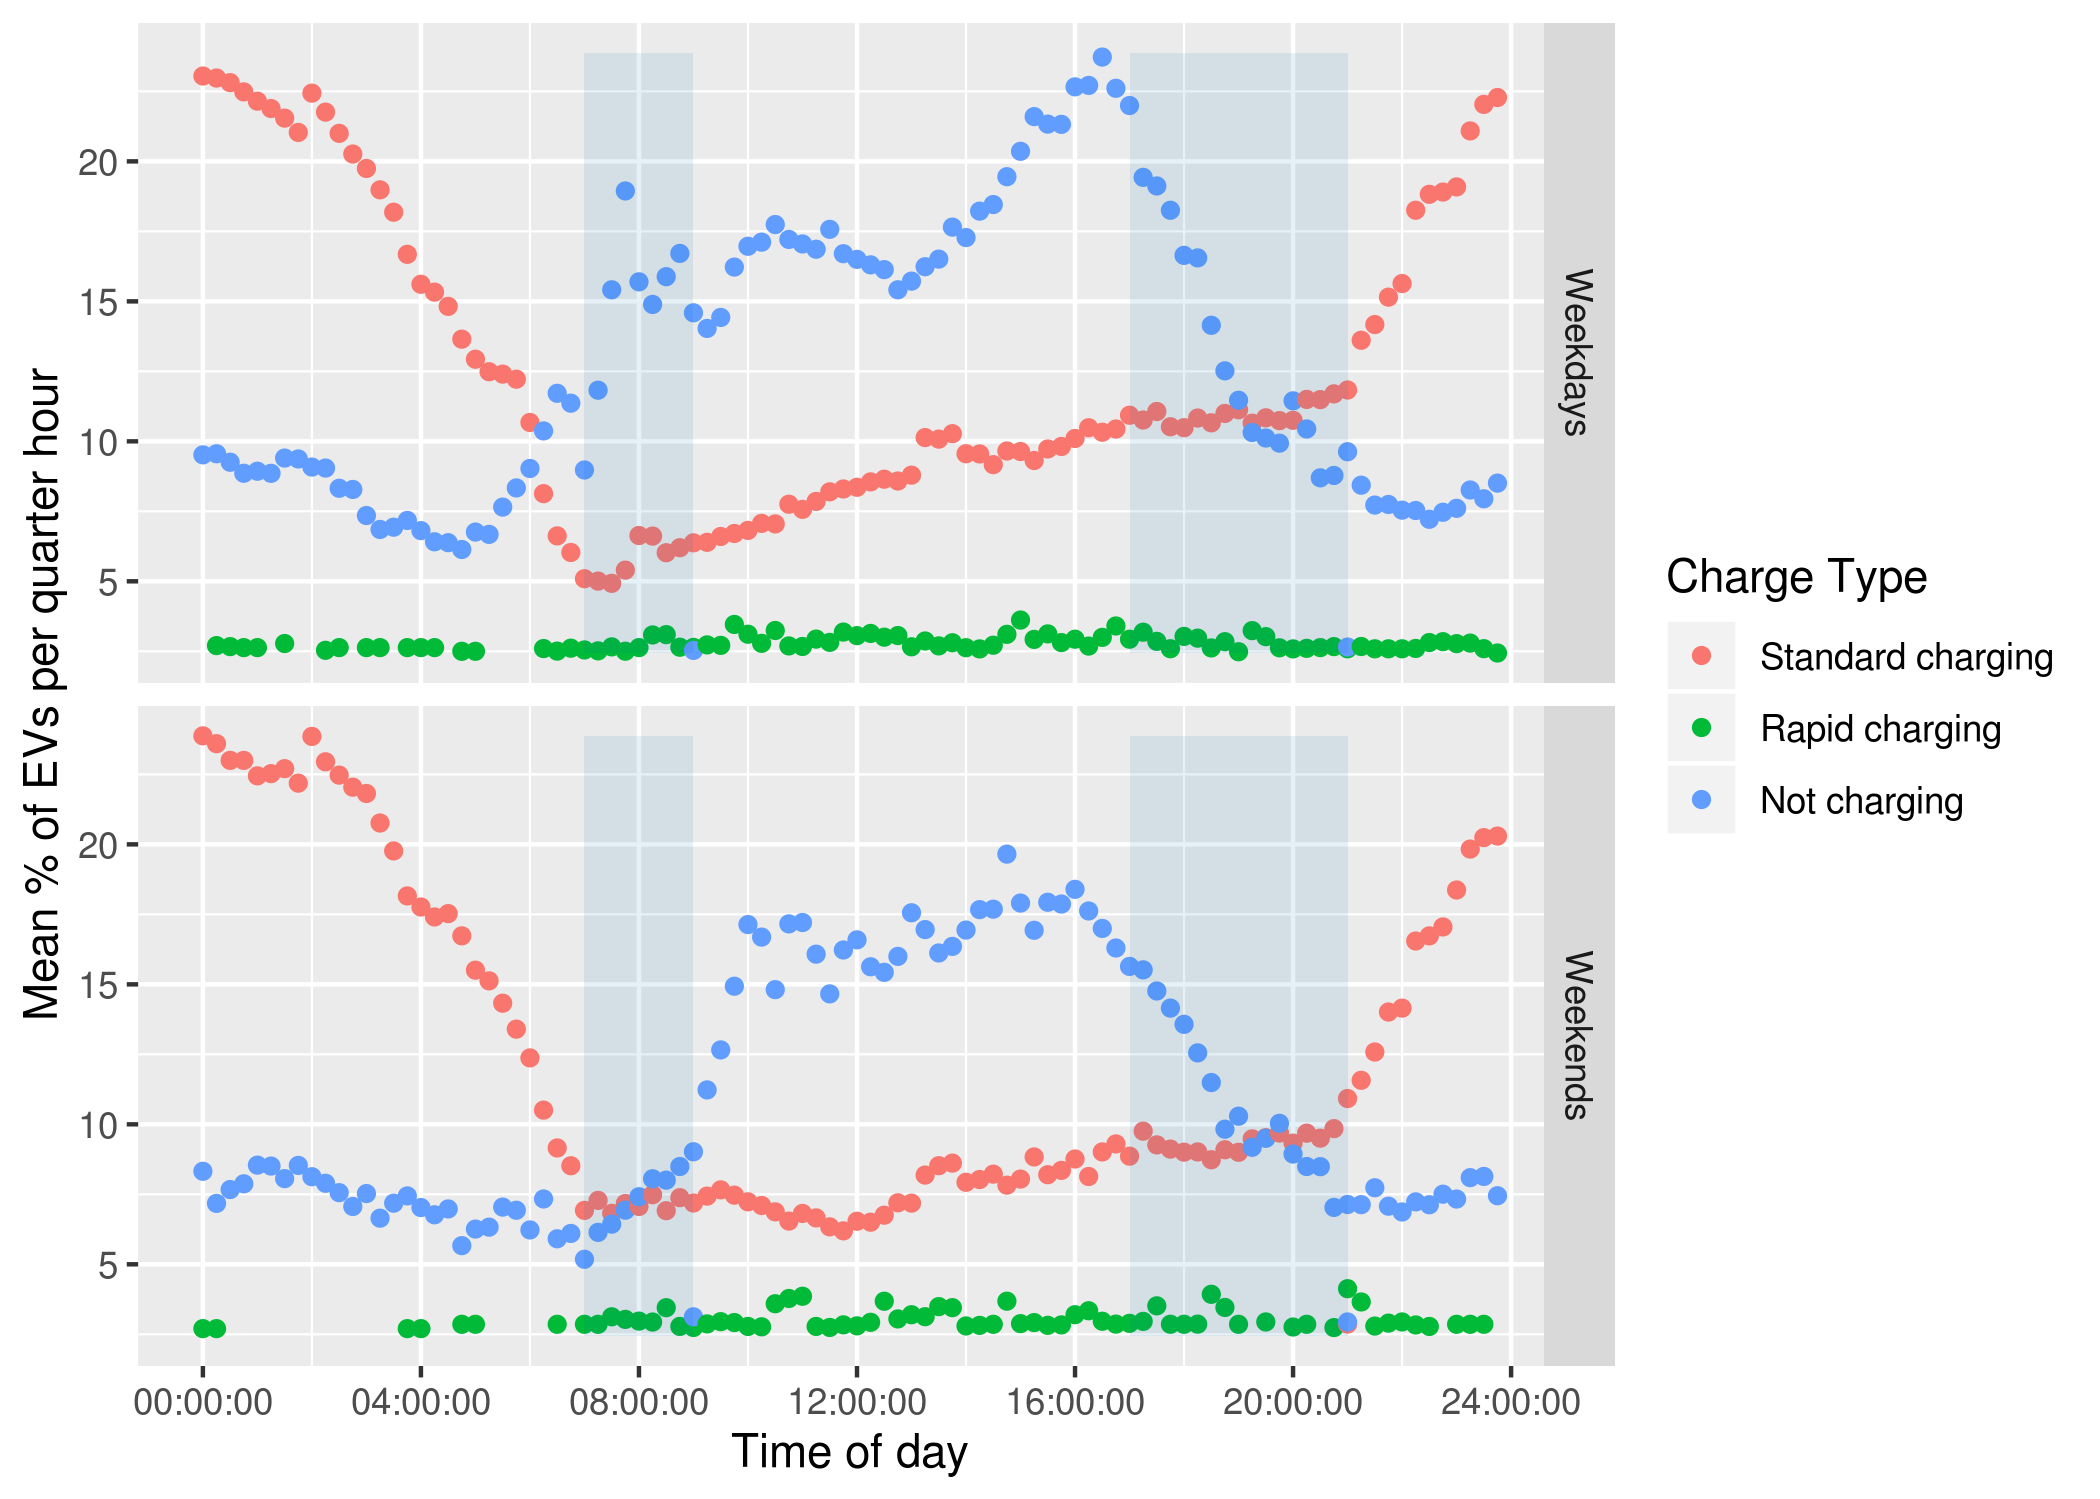 Mean % of EVs per quarter hour
20
15
10
5
Weekdays
20
15
10
5
Weekends
00:00:00 04:00:00 08:00:00 12:00:00 16:00:00 20:00:00 24:00:00
Time of day
Charge Type
Standard charging
Rapid charging
Not charging